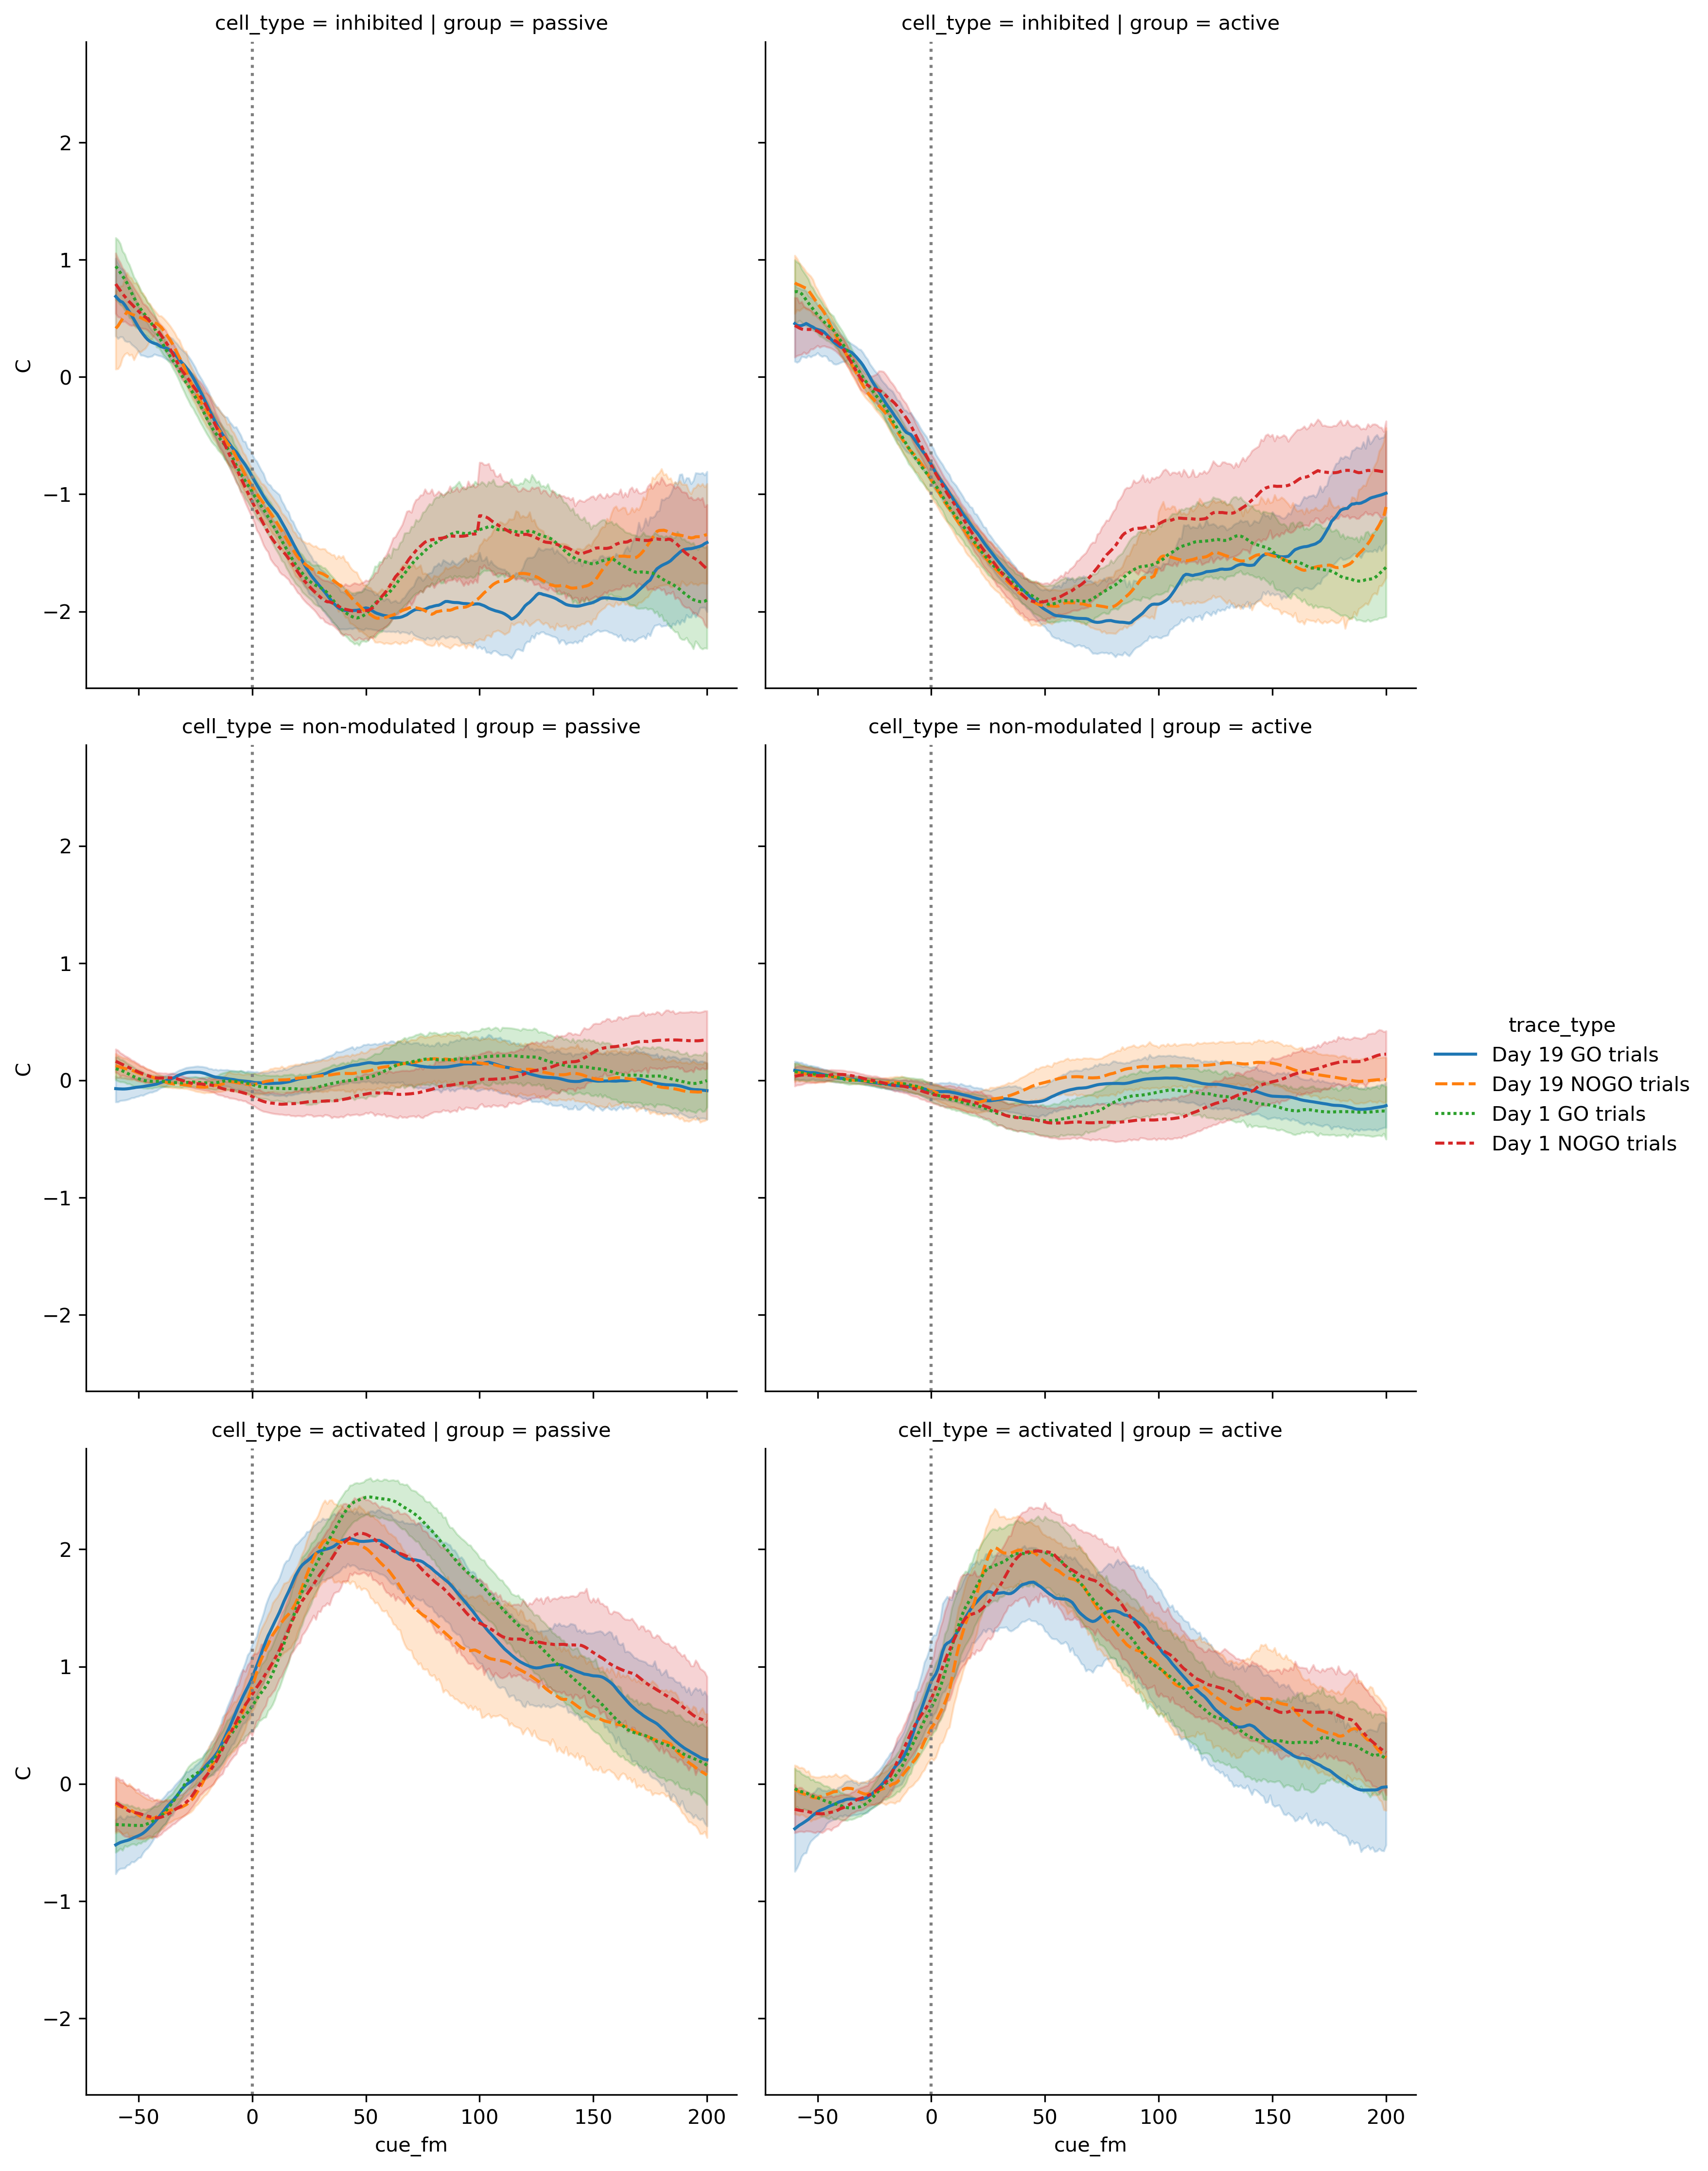 cell_type = inhibited | group = passive
cell_type = inhibited | group = active
2
1
0
−1
−2
C
cell_type = non-modulated | group = passive
cell_type = non-modulated | group = active
2
1
0
−1
−2
C
trace_type
Day 19 GO trials
Day 19 NOGO trials
Day 1 GO trials
Day 1 NOGO trials
cell_type = activated | group = passive
cell_type = activated | group = active
2
1
0
−1
−2
C
−50 0 50 100 150 200
−50 0 50 100 150 200
cue_fm
cue_fm